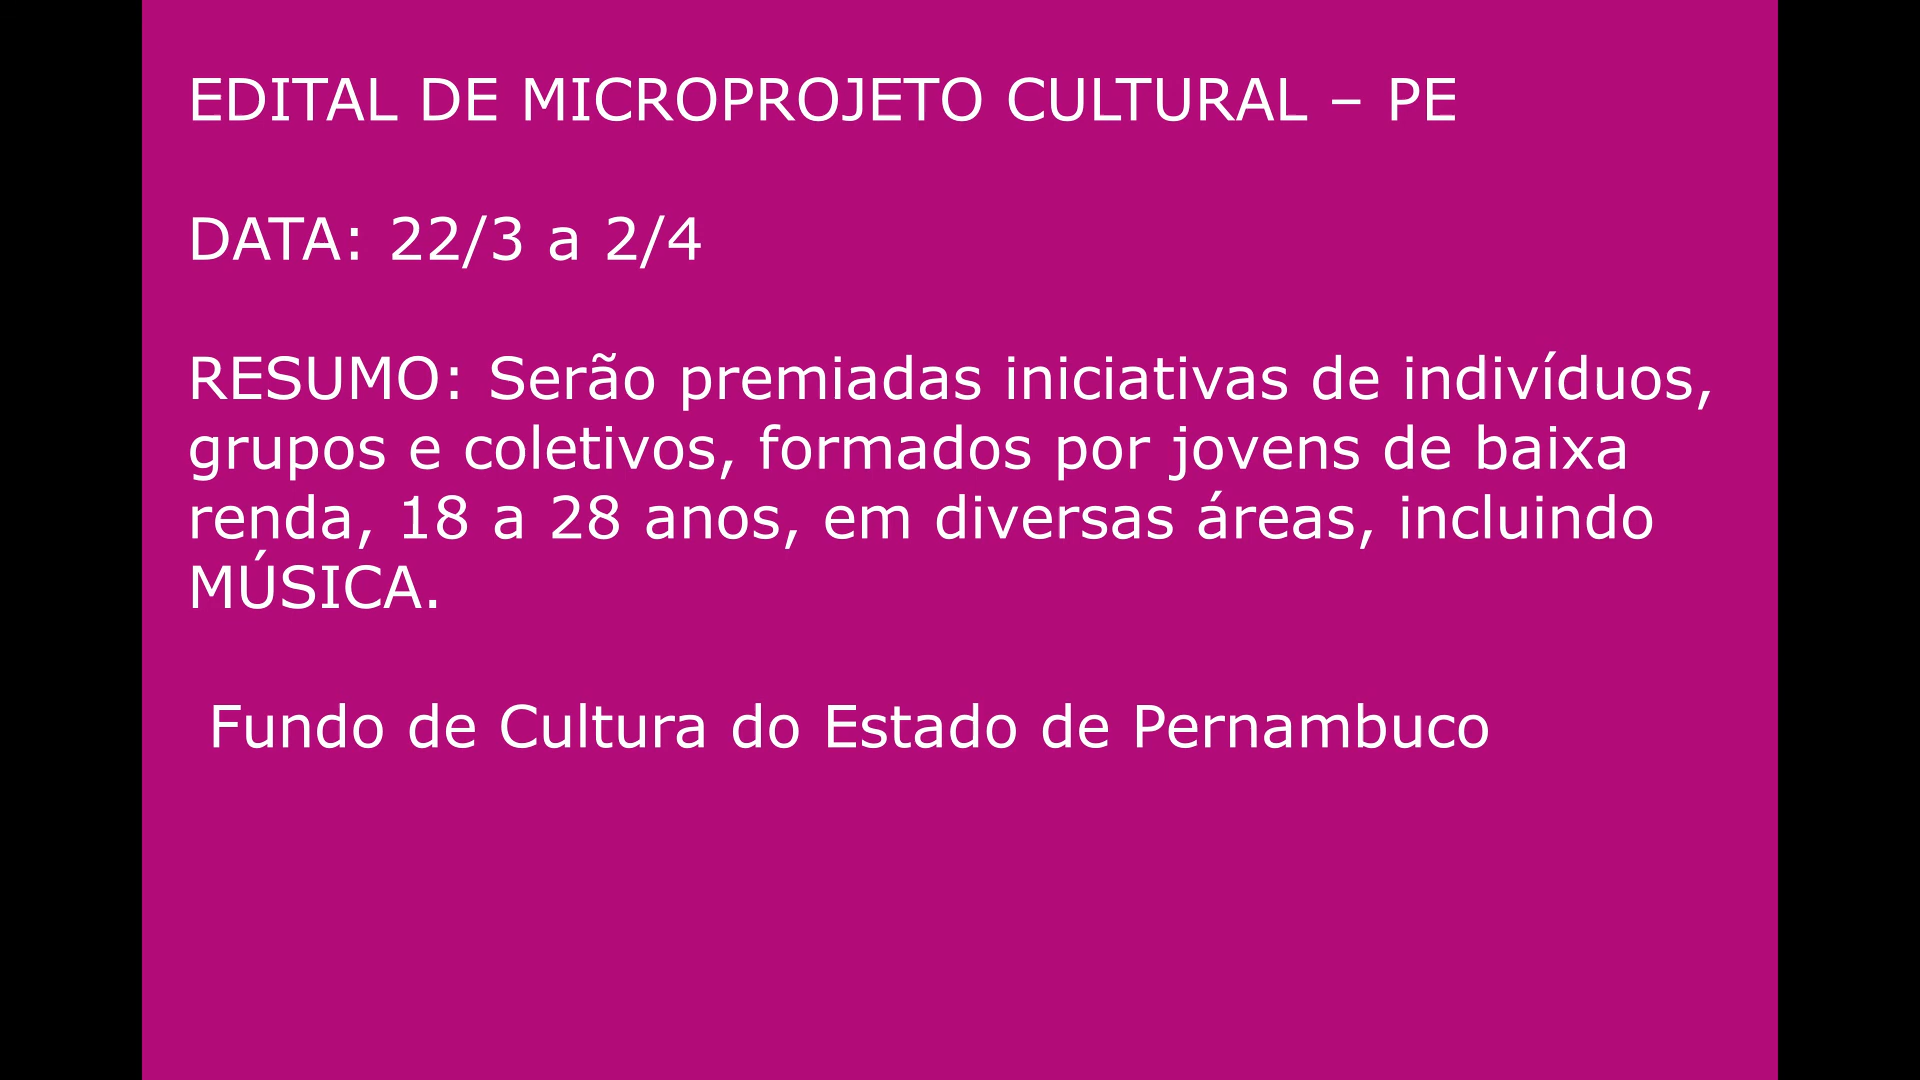 EDITAL DE MICROPROJETO CULTURAL – PE
DATA: 22/3 a 2/4
RESUMO: Serão premiadas iniciativas de indivíduos,
grupos e coletivos, formados por jovens de baixa
renda, 18 a 28 anos, em diversas áreas, incluindo
MÚSICA.
Fundo de Cultura do Estado de Pernambuco